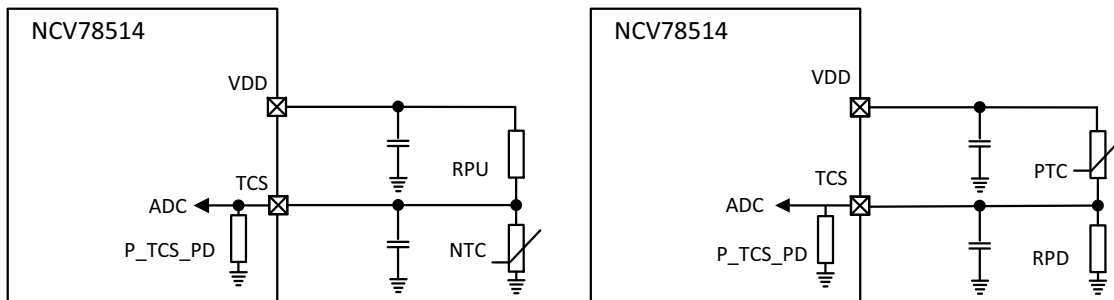 NCV78514
VDD
RPU
TCS
ADC
P_TCS_PD
NTC
NCV78514
VDD
PTC
TCS
ADC
P_TCS_PD
RPD